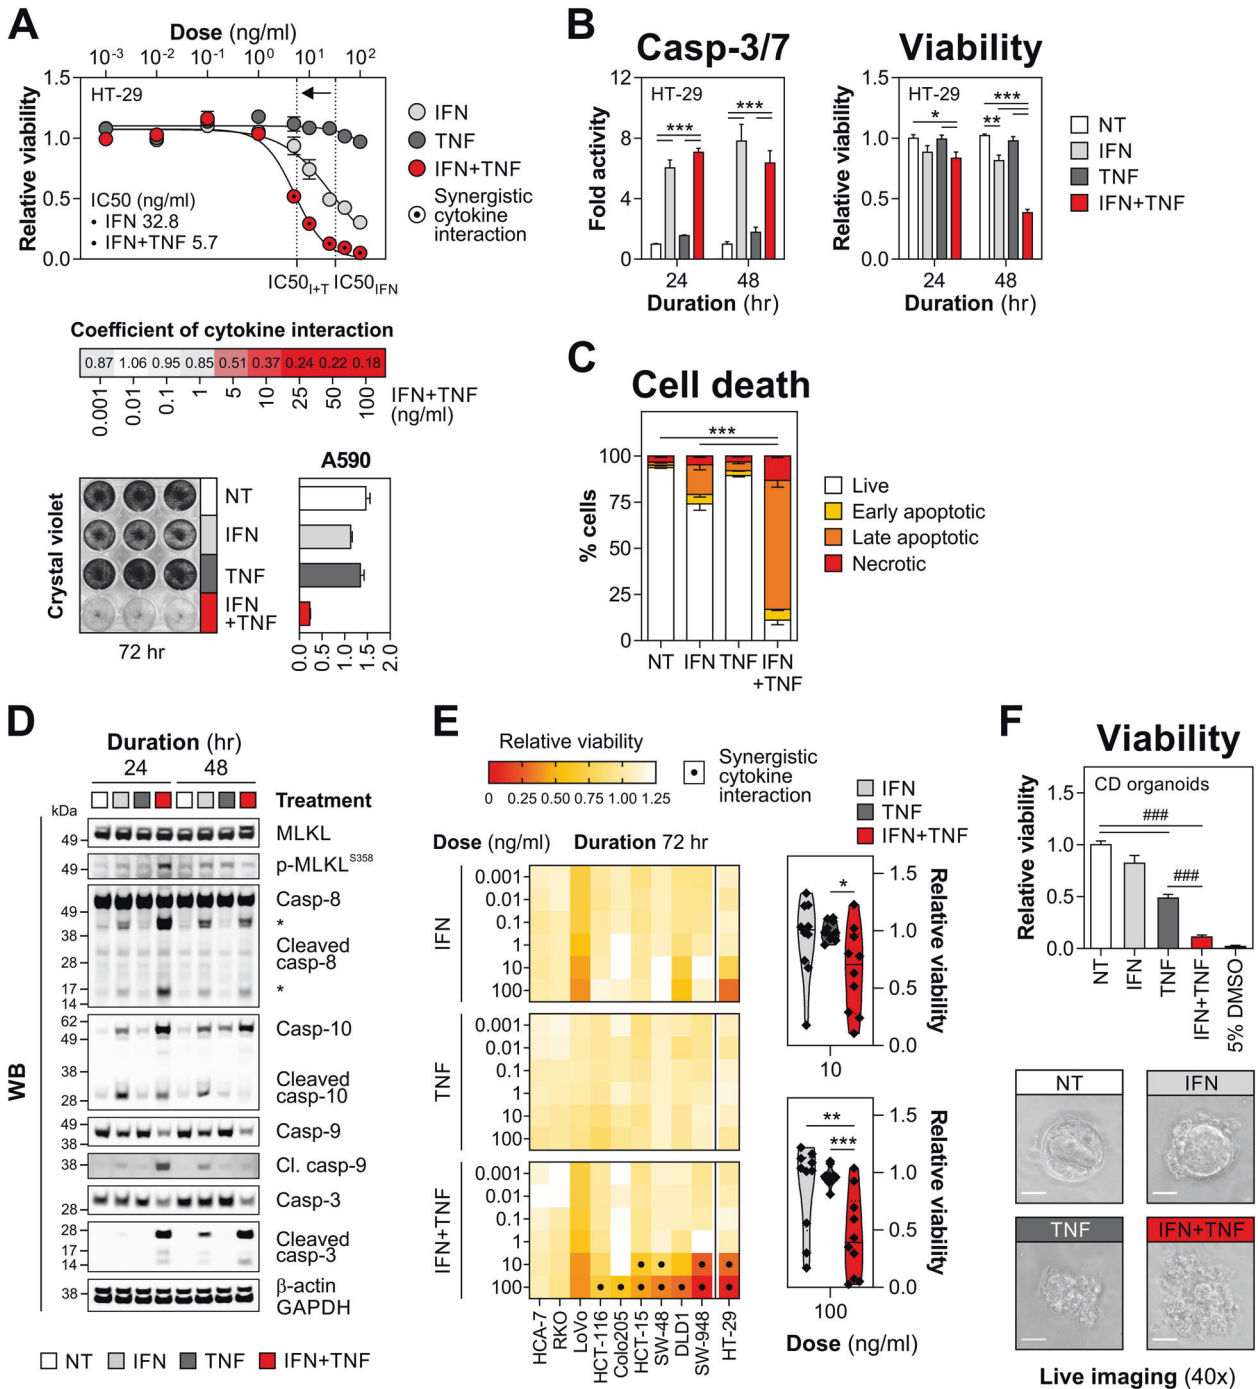 A
Dose (ng/ml)
10-3 10-2 10-1 100 101 102
1.5
1.0
0.5
0.0
Relative viability
HT-29
IC50 (ng/ml)
• IFN 32.8
• IFN+TNF 5.7
IC50I+T IC50IFN
IFN
TNF
IFN+TNF
Synergistic
cytokine
interaction
Coefficient of cytokine interaction
0.87 1.06 0.95 0.85 0.51 0.37 0.24 0.22 0.18
0.001 0.01 0.1 1 5 10 25 50 100
IFN+TNF
(ng/ml)
Crystal violet
NT
IFN
TNF
IFN
+TNF
72 hr
A590
0.0 0.5 1.0 1.5 2.0
B
Casp-3/7
12
8
4
0
Fold activity
HT-29
*** ***
24 48
Duration (hr)
Viability
1.5
1.0
0.5
0.0
Relative viability
HT-29
* ** ***
24 48
Duration (hr)
NT
IFN
TNF
IFN+TNF
C
Cell death
***
100
75
50
25
0
% cells
NT IFN TNF IFN
+TNF
Live
Early apoptotic
Late apoptotic
Necrotic
D
Duration (hr)
24 48
kDa
Treatment
WB
49
MLKL
49
p-MLKLS358
Casp-8
49
*
38
Cleaved
casp-8
28
17
*
14
62
Casp-10
49
38
Cleaved
casp-10
28
49
Casp-9
38
38
Cl. casp-9
Casp-3
28
28
Cleaved
casp-3
17
14
38
β-actin
GAPDH
NT IFN TNF IFN+TNF
E
Relative viability
0 0.25 0.50 0.75 1.00 1.25
Synergistic
cytokine
interaction
Dose (ng/ml) Duration 72 hr
IFN
0.001
0.01
0.1
1
10
100
TNF
0.001
0.01
0.1
1
10
100
IFN+TNF
0.001
0.01
0.1
1
10
100
HCA-7
RKO
LoVo
HCT-116
Colo205
HCT-15
SW-48
DLD1
SW-948
HT-29
IFN
TNF
IFN+TNF
*
1.5
1.0
0.5
0.0
Relative viability
10
**
***
1.5
1.0
0.5
0.0
Relative viability
100
Dose (ng/ml)
F
Viability
1.5
1.0
0.5
0.0
Relative viability
CD organoids
###
###
NT
IFN
TNF
IFN+TNF
5% DMSO
NT IFN
TNF IFN+TNF
Live imaging (40x)